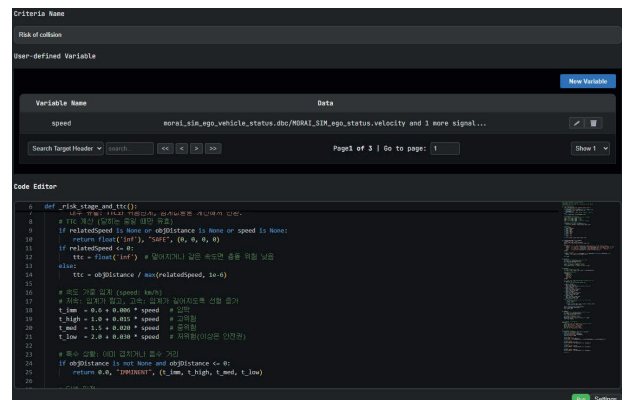 Criteria Name
Risk of collision
User-defined Variable
New Variable
Variable Name Data
speed morai_sim_ego_vehicle_status.dbc/MORAI_SIM_ego_status.velocity and 1 more signal...
Search Target Header search... << < > >> Page1 of 3 | Go to page: 1 Show 1
Code Editor
6 def _risk_stage_and_ttc():
7
8 # TTC 계산 (닫히는 중일 때만 유효)
9 if relatedSpeed is None or objDistance is None or speed is None:
10 return float('inf'), "SAFE", (0, 0, 0, 0)
11 if relatedSpeed <= 0:
12 ttc = float('inf') # 멀어지거나 같은 속도면 충돌 위험 낮음
13 else:
14 ttc = objDistance / max(relatedSpeed, 1e-6)
15
16 # 속도 가중 임계 (speed: km/h)
17 # 저속: 임계가 짧고, 고속: 임계가 길어지도록 선형 증가
18 t_imm = 0.6 + 0.006 * speed # 임박
19 t_high = 1.0 + 0.015 * speed # 고위험
20 t_med = 1.5 + 0.020 * speed # 중위험
21 t_low = 2.0 + 0.030 * speed # 저위험(이상은 안전권)
22
23 # 특수 상황: 이미 겹치거나 음수 거리
24 if objDistance is not None and objDistance <= 0:
25 return 0.0, "IMMINENT", (t_imm, t_high, t_med, t_low)
26
Settings